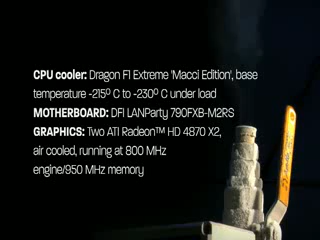 CPU cooler: Dragon F1 Extreme 'Macci Edition', base
temperature -215º C to -230º C under load
MOTHERBOARD: DFI LANParty 790FXB-M2RS
GRAPHICS: Two ATI Radeon™ HD 4870 X2,
air cooled, running at 800 MHz
engine/950 MHz memory